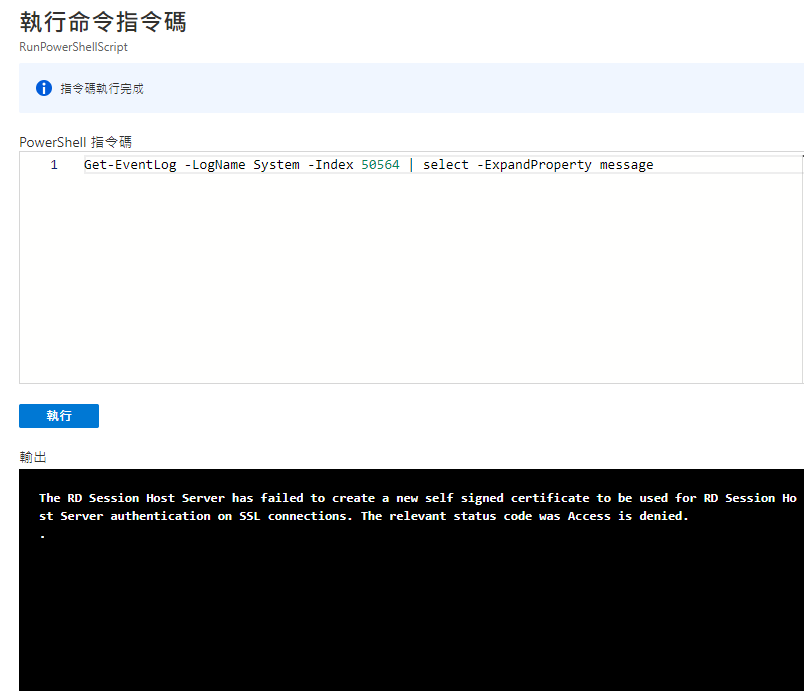 執行命令指令碼
RunPowerShellScript
指令碼執行完成
PowerShell 指令碼
1 Get-EventLog -LogName System -Index 50564 | select -ExpandProperty message
執行
輸出
The RD Session Host Server has failed to create a new self signed certificate to be used for RD Session Ho
st Server authentication on SSL connections. The relevant status code was Access is denied.
.